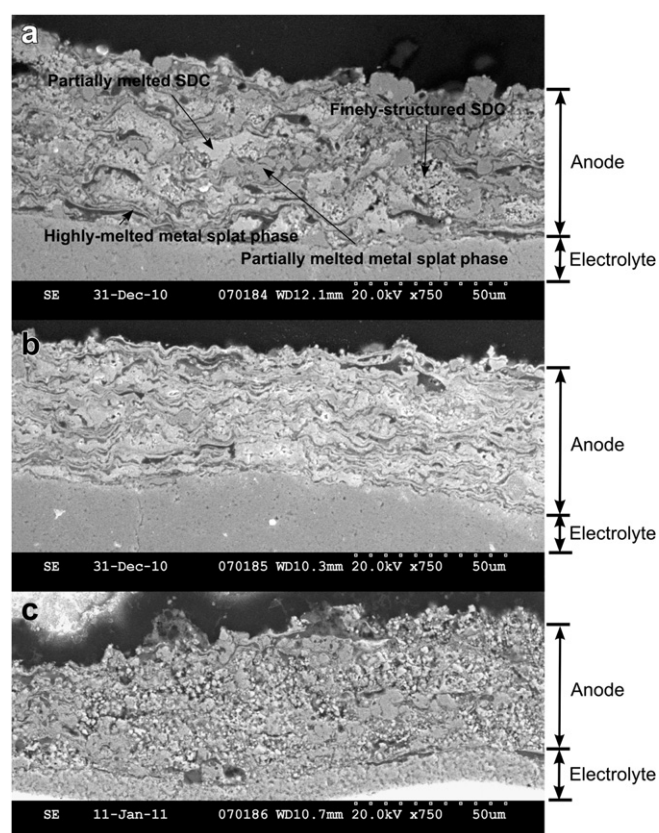 a
Partially melted SDC
Finely-structured SDC
Anode
Highly-melted metal splat phase
Partially melted metal splat phase
Electrolyte
SE 31-Dec-10 070184 WD12.1mm 20.0kV x750 50um
b
Anode
Electrolyte
SE 31-Dec-10 070185 WD10.3mm 20.0kV x750 50um
c
Anode
Electrolyte
SE 11-Jan-11 070186 WD10.7mm 20.0kV x750 50um